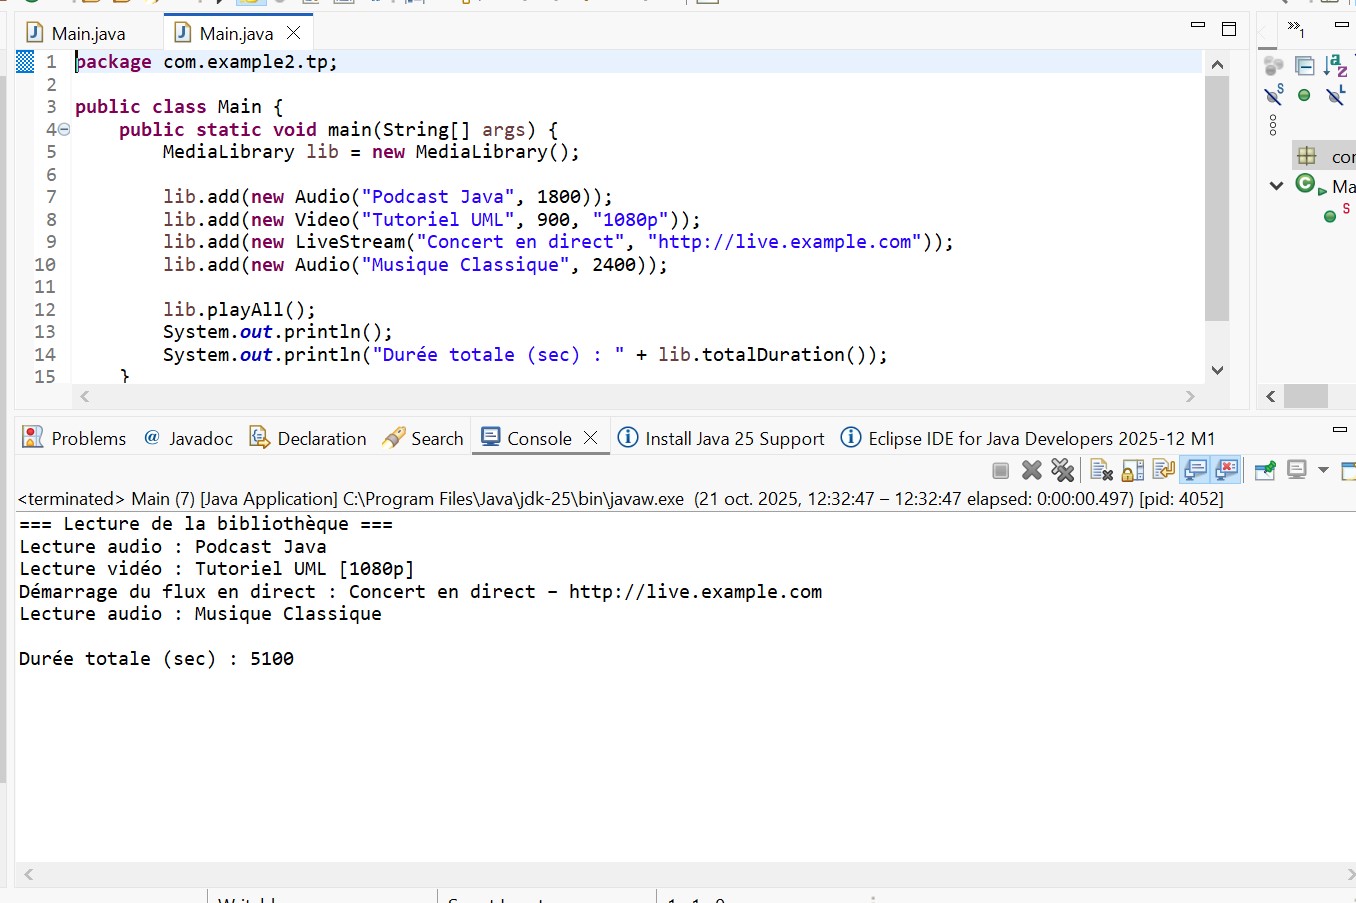 Main.java
Main.java
»1
1 package com.example2.tp;
2
3 public class Main {
4 public static void main(String[] args) {
5 MediaLibrary lib = new MediaLibrary();
6
7 lib.add(new Audio("Podcast Java", 1800));
8 lib.add(new Video("Tutoriel UML", 900, "1080p"));
9 lib.add(new LiveStream("Concert en direct", "http://live.example.com"));
10 lib.add(new Audio("Musique Classique", 2400));
11
12 lib.playAll();
13 System.out.println();
14 System.out.println("Durée totale (sec) : " + lib.totalDuration());
15 }
Problems @ Javadoc Declaration Search Console Install Java 25 Support Eclipse IDE for Java Developers 2025-12 M1
<terminated> Main (7) [Java Application] C:\Program Files\Java\jdk-25\bin\javaw.exe (21 oct. 2025, 12:32:47 – 12:32:47 elapsed: 0:00:00.497) [pid: 4052]
=== Lecture de la bibliothèque ===
Lecture audio : Podcast Java
Lecture vidéo : Tutoriel UML [1080p]
Démarrage du flux en direct : Concert en direct – http://live.example.com
Lecture audio : Musique Classique
Durée totale (sec) : 5100